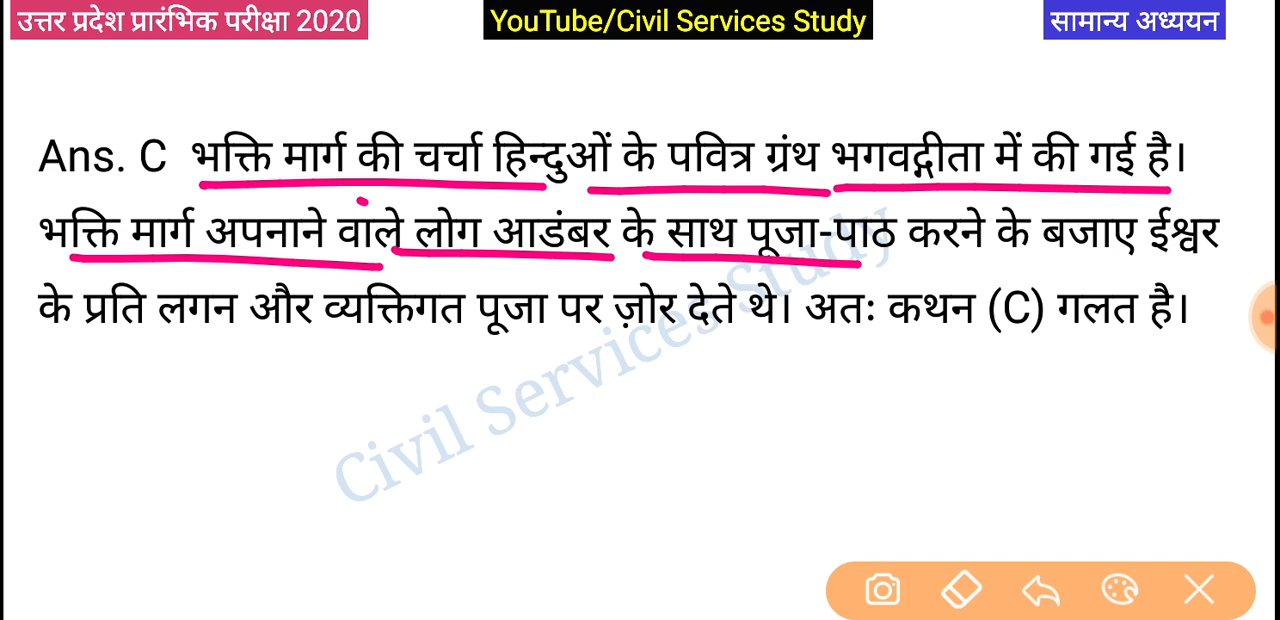 उत्तर प्रदेश प्रारंभिक परीक्षा 2020
YouTube/Civil Services Study
सामान्य अध्ययन
Ans. C भक्ति मार्ग की चर्चा हिन्दुओं के पवित्र ग्रंथ भगवद्गीता में की गई है।
भक्ति मार्ग अपनाने वाले लोग आडंबर के साथ पूजा-पाठ करने के बजाए ईश्वर
के प्रति लगन और व्यक्तिगत पूजा पर ज़ोर देते थे। अतः कथन (C) गलत है।
Civil Services Study